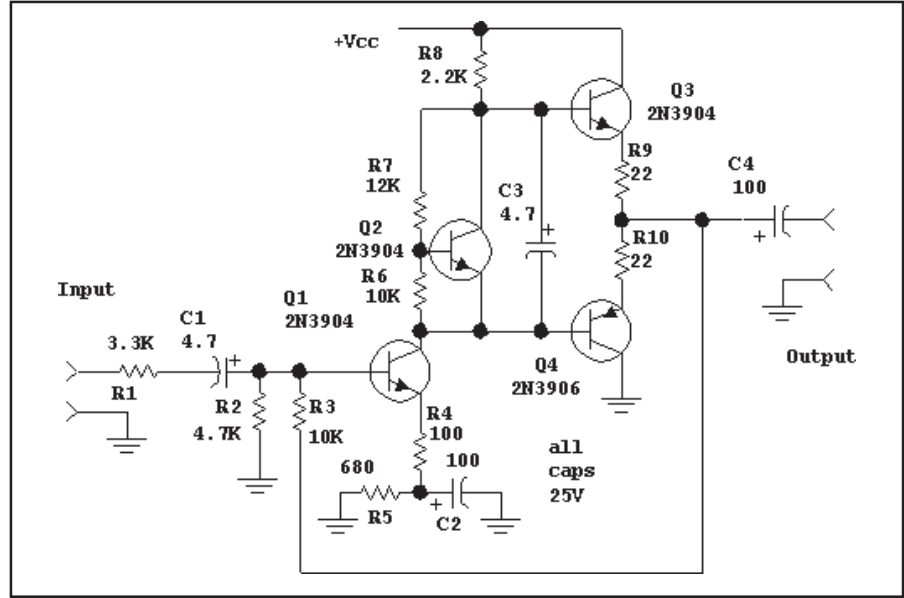 +Vcc
R8
2.2K
Q3
2N3904
R9
22
C4
100
+
R7
12K
C3
4.7
+
Q2
2N3904
R10
22
R6
10K
Input
Q1
2N3904
C1
4.7
+
3.3K
R1
Q4
2N3906
Output
R2
4.7K
R3
10K
R4
100
all
caps
25V
680
R5
100
+
C2